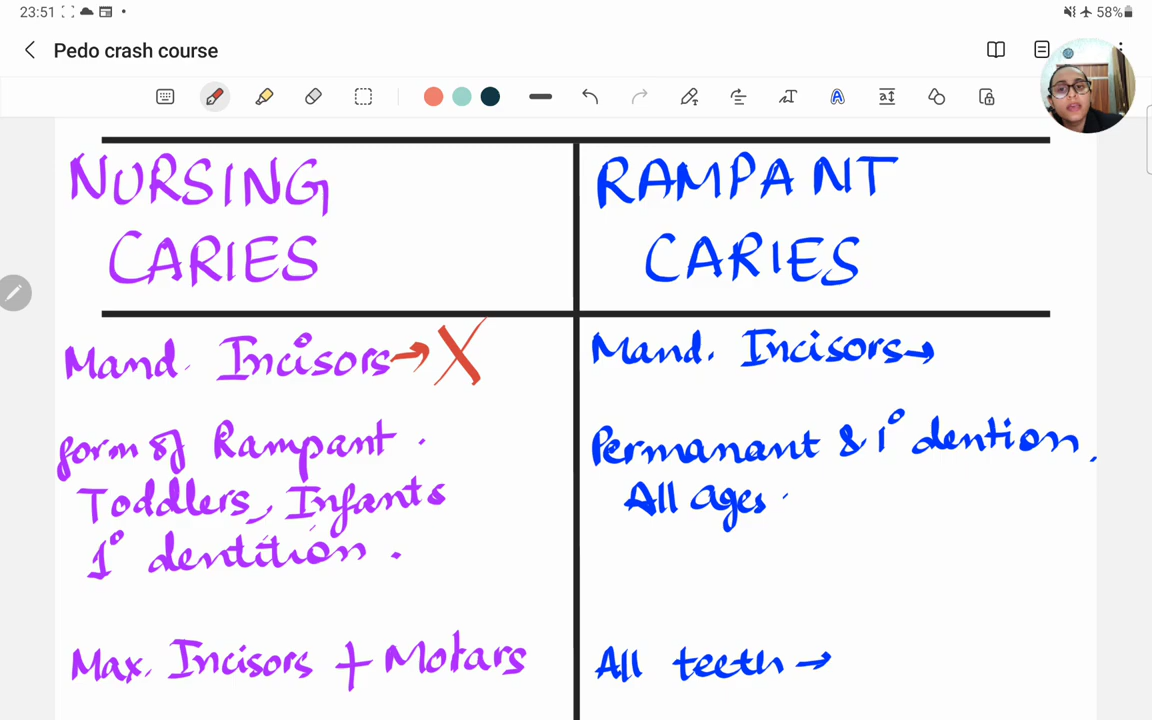 23:51
58%
Pedo crash course
NURSING
CARIES
RAMPANT
CARIES
Mand. Incisors→X
form of Rampant.
Toddlers, Infants
1° dentition.
Max. Incisors + Molars
Mand. Incisors→
Permanant & 1° dention,
All ages.
All teeth→